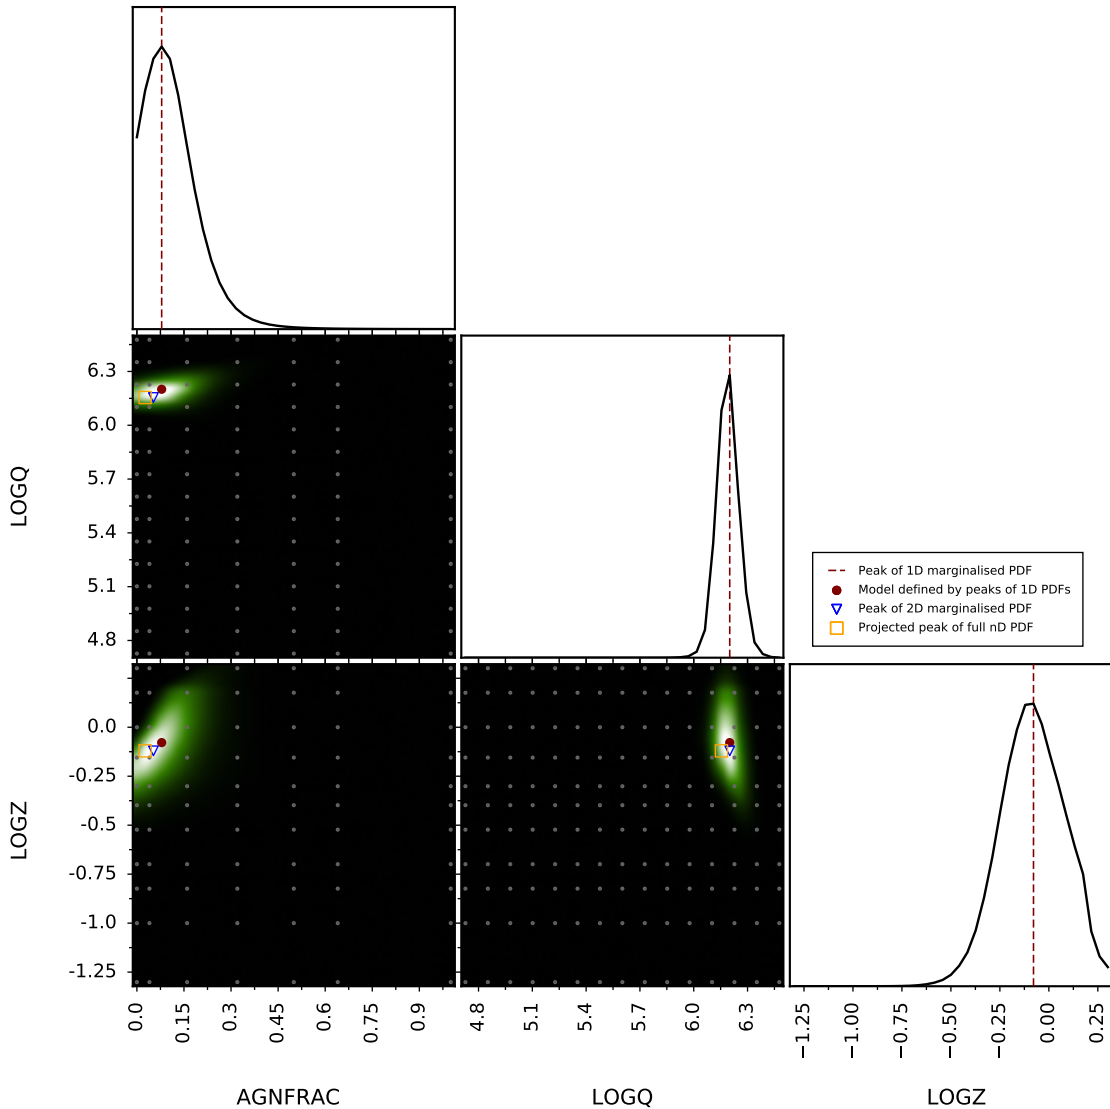 6.3
6.0
5.7
5.4
5.1
4.8
LOGQ
Peak of 1D marginalised PDF
Model defined by peaks of 1D PDFs
Peak of 2D marginalised PDF
Projected peak of full nD PDF
0.0
-0.25
-0.5
-0.75
-1.0
-1.25
LOGZ
0.0 0.15 0.3 0.45 0.6 0.75 0.9
4.8 5.1 5.4 5.7 6.0 6.3
−1.25 −1.00 −0.75 −0.50 −0.25 0.00 0.25
AGNFRAC LOGQ LOGZ